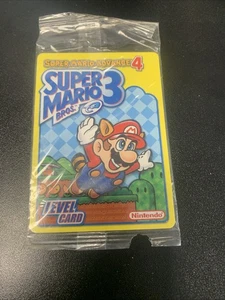 SUPER MARIO ADVANCE 4
SUPER
MARIO 3
BROS.
e
LEVEL
CARD
Nintendo